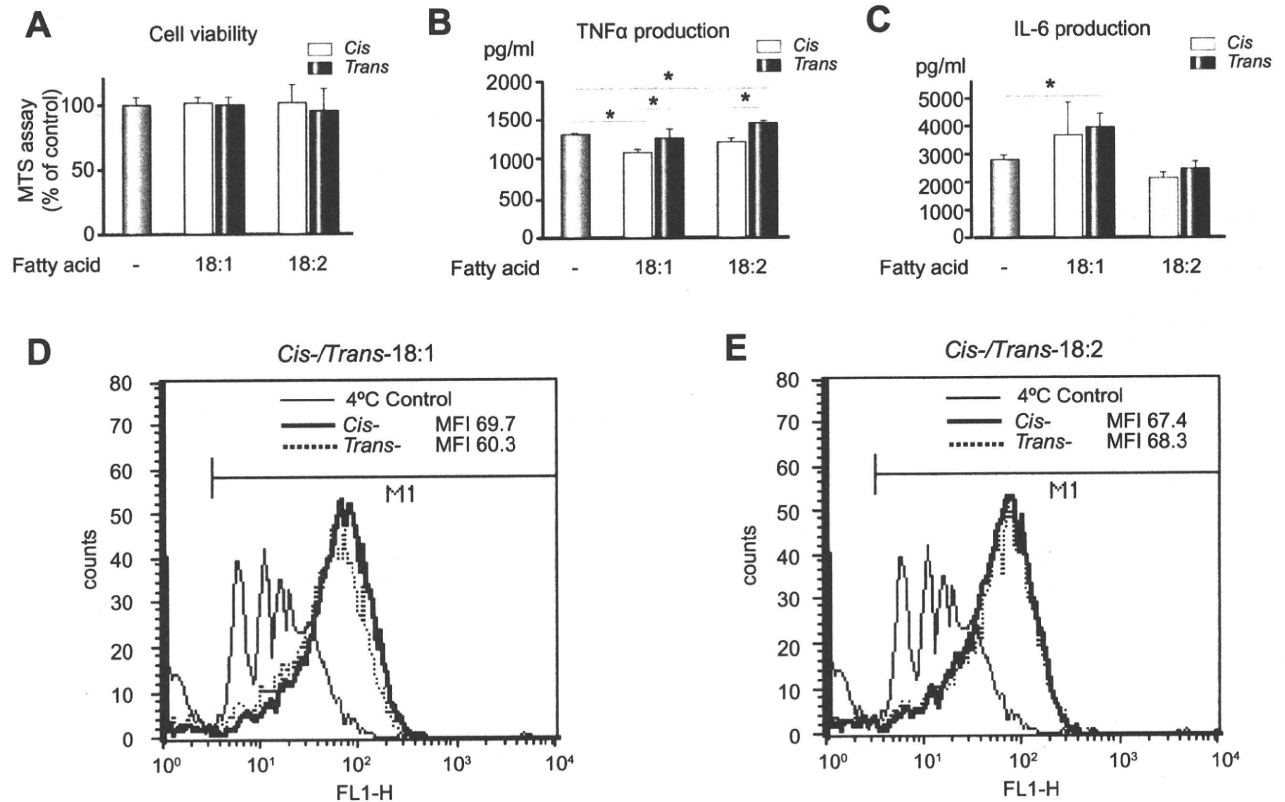 A
Cell viability
Cis
Trans
MTS assay
(% of control)
100
50
0
Fatty acid - 18:1 18:2
B
TNFα production
pg/ml
Cis
Trans
2000
1500
1000
500
0
* * * *
Fatty acid - 18:1 18:2
C
IL-6 production
pg/ml
Cis
Trans
5000
4000
3000
2000
1000
0
*
Fatty acid - 18:1 18:2
D
Cis-/Trans-18:1
4ºC Control
Cis- MFI 69.7
Trans- MFI 60.3
M1
counts
80
70
60
50
40
30
20
10
0
10⁰ 10¹ 10² 10³ 10⁴
FL1-H
E
Cis-/Trans-18:2
4ºC Control
Cis- MFI 67.4
Trans- MFI 68.3
M1
counts
80
70
60
50
40
30
20
10
0
10⁰ 10¹ 10² 10³ 10⁴
FL1-H